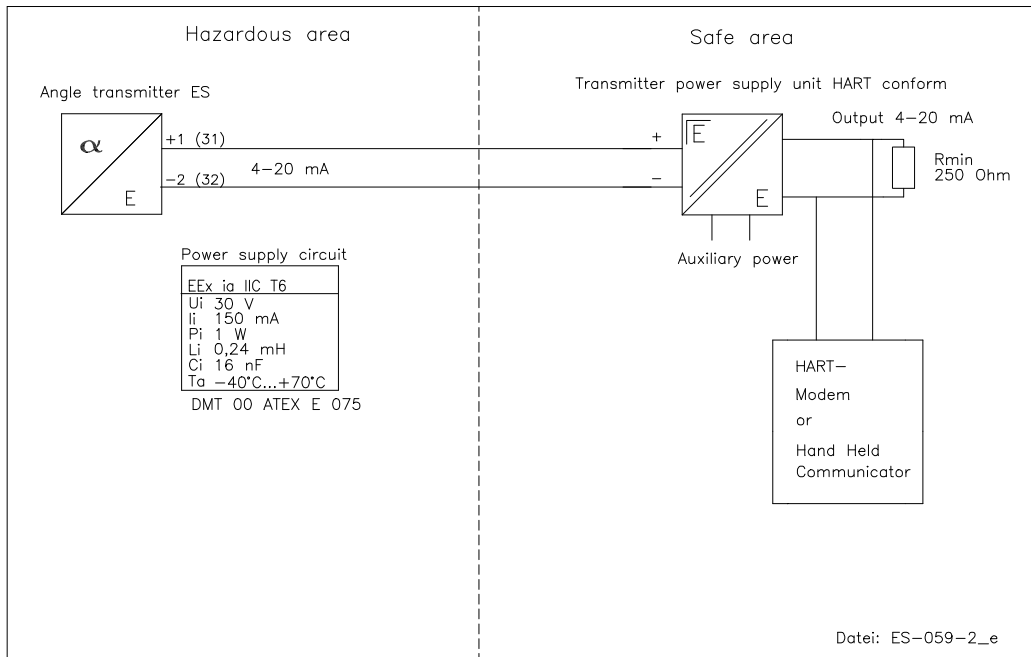 Hazardous area
Safe area
Angle transmitter ES
Transmitter power supply unit HART conform
Output 4-20 mA
α
E
+1 (31)
-2 (32)
4-20 mA
+
-
E
E
Rmin
250 Ohm
Auxiliary power
Power supply circuit
EEx ia IIC T6
Ui 30 V
Ii 150 mA
Pi 1 W
Li 0,24 mH
Ci 16 nF
Ta -40°C...+70°C
DMT 00 ATEX E 075
HART-
Modem
or
Hand Held
Communicator
Datei: ES-059-2_e